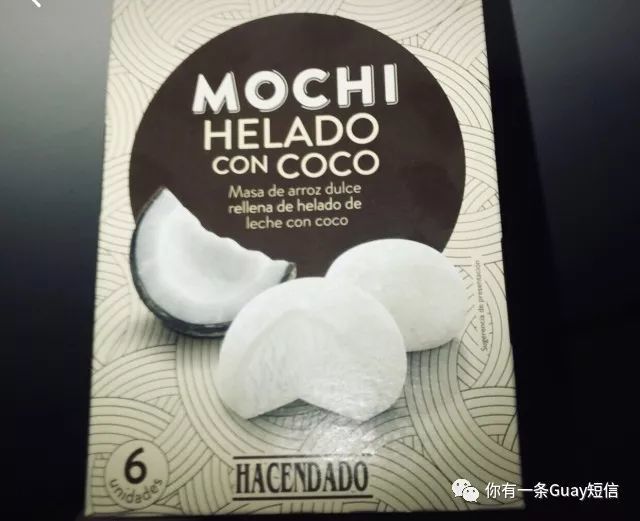 MOCHI
HELADO
CON COCO
Masa de arroz dulce
rellena de helado de
leche con coco
Sugerencia de presentación
6
unidades
HACENDADO
你有一条Guay短信